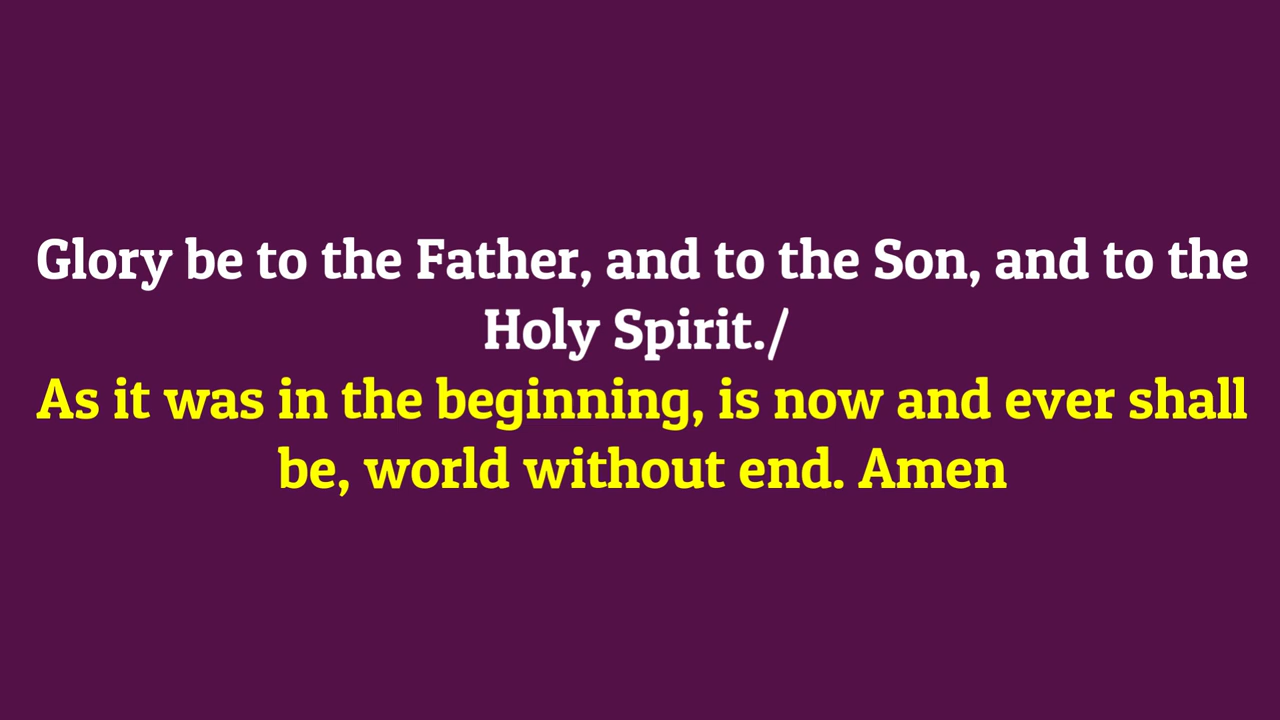 Glory be to the Father, and to the Son, and to the
Holy Spirit./
As it was in the beginning, is now and ever shall
be, world without end. Amen